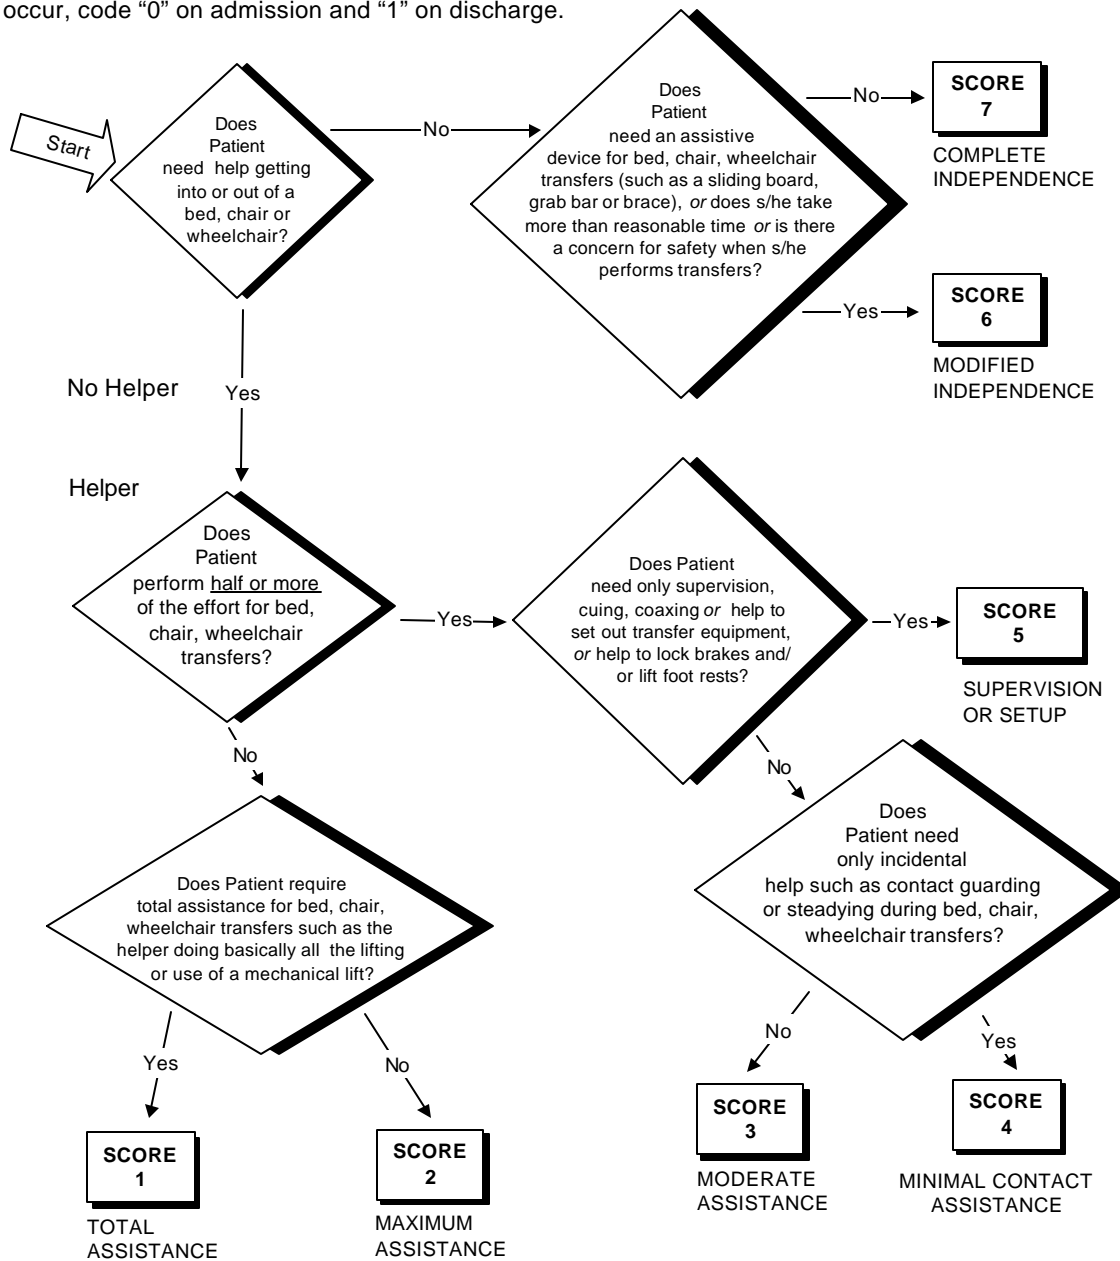 occur, code “0” on admission and “1” on discharge.
Start
Does
Patient
need help getting
into or out of a
bed, chair or
wheelchair?
No
Does
Patient
need an assistive
device for bed, chair, wheelchair
transfers (such as a sliding board,
grab bar or brace), or does s/he take
more than reasonable time or is there
a concern for safety when s/he
performs transfers?
No
SCORE
7
COMPLETE
INDEPENDENCE
Yes
SCORE
6
MODIFIED
INDEPENDENCE
No Helper
Yes
Helper
Does
Patient
perform half or more
of the effort for bed,
chair, wheelchair
transfers?
Yes
Does Patient
need only supervision,
cuing, coaxing or help to
set out transfer equipment,
or help to lock brakes and/
or lift foot rests?
Yes
SCORE
5
SUPERVISION
OR SETUP
No
No
Does Patient require
total assistance for bed, chair,
wheelchair transfers such as the
helper doing basically all the lifting
or use of a mechanical lift?
Does
Patient need
only incidental
help such as contact guarding
or steadying during bed, chair,
wheelchair transfers?
Yes
No
No
Yes
SCORE
1
TOTAL
ASSISTANCE
SCORE
2
MAXIMUM
ASSISTANCE
SCORE
3
MODERATE
ASSISTANCE
SCORE
4
MINIMAL CONTACT
ASSISTANCE